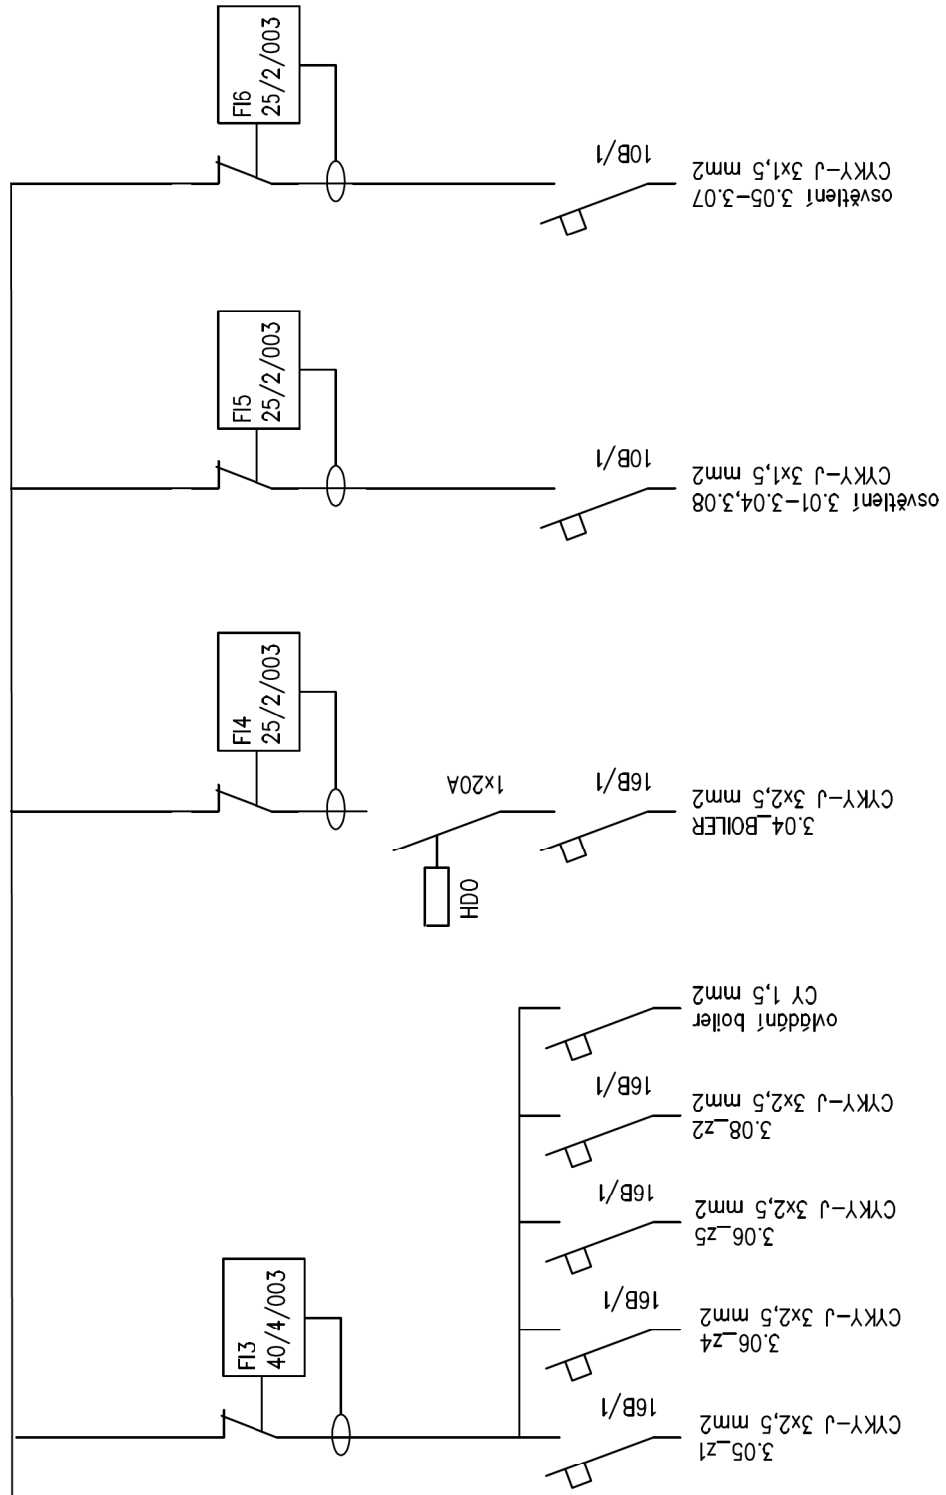 FI6
25/2/003
10B/1
CYKY-J 3x1,5 mm2
osvětlení 3.05-3.07
FI5
25/2/003
10B/1
CYKY-J 3x1,5 mm2
osvětlení 3.01-3.04,3.08
FI4
25/2/003
1x20A
HDO
16B/1
CYKY-J 3x2,5 mm2
3.04_BOILER
CY 1,5 mm2
ovládání boiler
16B/1
CYKY-J 3x2,5 mm2
3.08_z2
16B/1
CYKY-J 3x2,5 mm2
3.06_z5
FI3
40/4/003
16B/1
CYKY-J 3x2,5 mm2
3.06_z4
16B/1
CYKY-J 3x2,5 mm2
3.05_z1